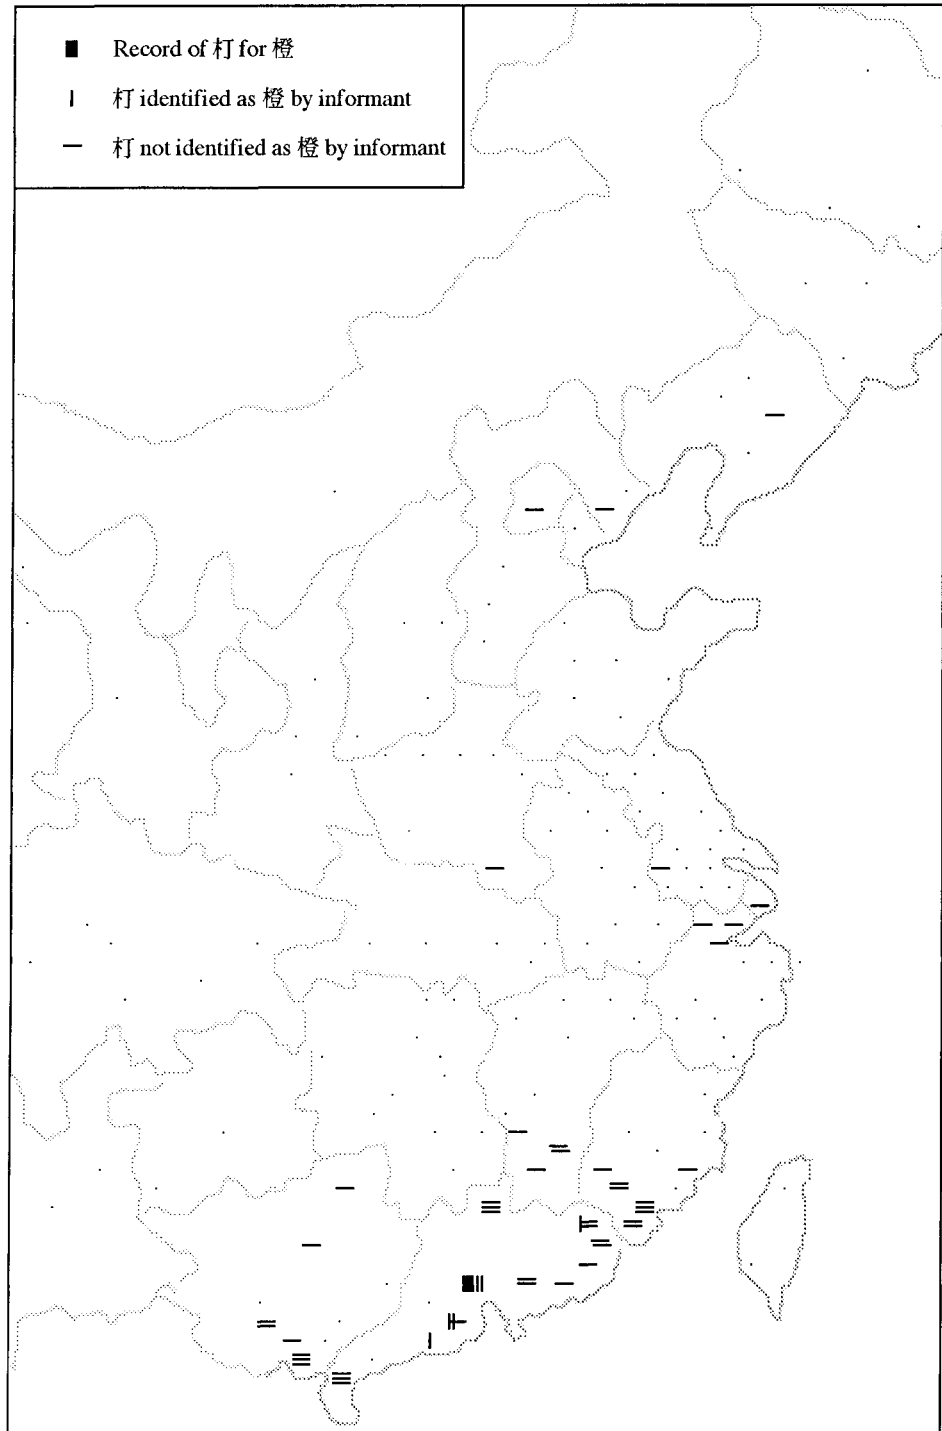 Record of 朾 for 橙
朾 identified as 橙 by informant
朾 not identified as 橙 by informant